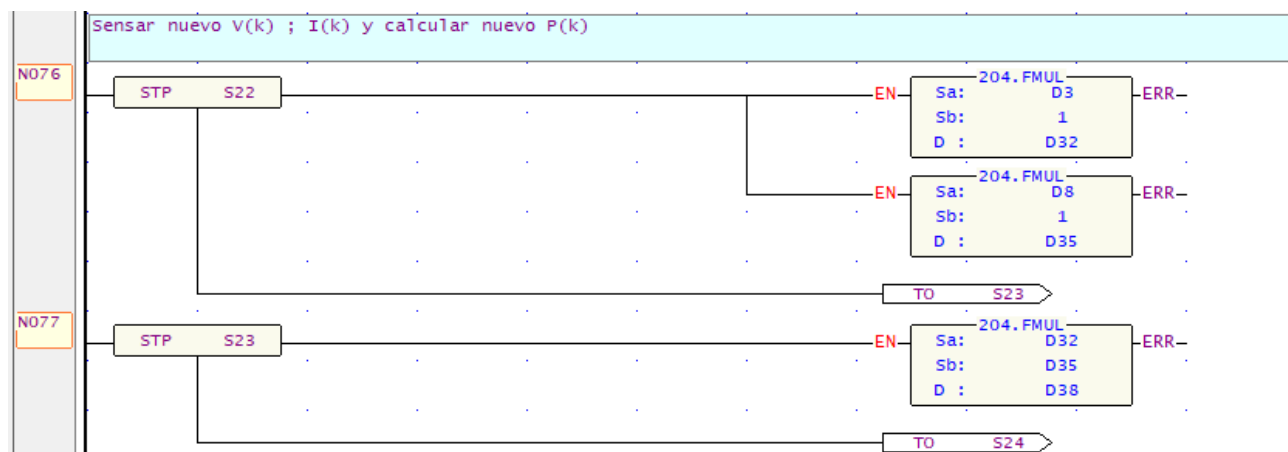 Sensar nuevo V(k) ; I(k) y calcular nuevo P(k)
N076
STP S22
EN
204.FMUL
Sa: D3
Sb: 1
D : D32
ERR
EN
204.FMUL
Sa: D8
Sb: 1
D : D35
ERR
TO S23
N077
STP S23
EN
204.FMUL
Sa: D32
Sb: D35
D : D38
ERR
TO S24